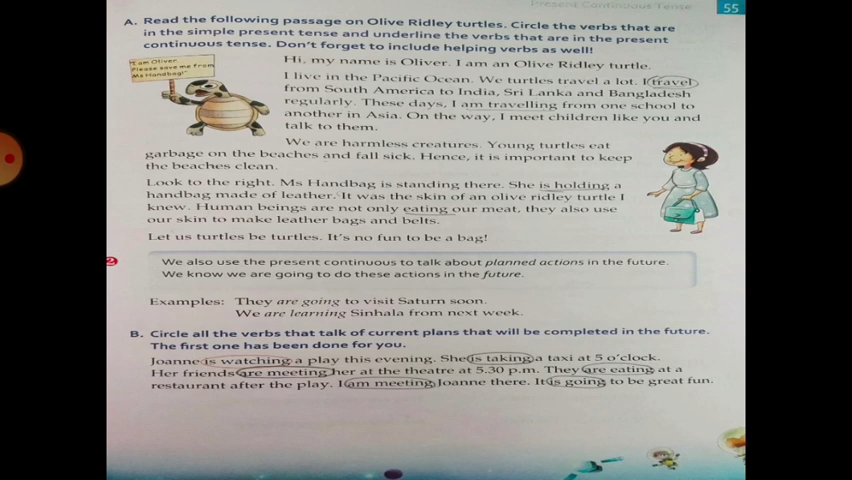 Present Continuous Tense
55
A. Read the following passage on Olive Ridley turtles. Circle the verbs that are
in the simple present tense and underline the verbs that are in the present
continuous tense. Don't forget to include helping verbs as well!
"I am Oliver.
Please save me from
Ms Handbag!"
Hi, my name is Oliver. I am an Olive Ridley turtle.
I live in the Pacific Ocean. We turtles travel a lot. I travel
from South America to India, Sri Lanka and Bangladesh
regularly. These days, I am travelling from one school to
another in Asia. On the way, I meet children like you and
talk to them.
We are harmless creatures. Young turtles eat
garbage on the beaches and fall sick. Hence, it is important to keep
the beaches clean.
Look to the right. Ms Handbag is standing there. She is holding a
handbag made of leather. It was the skin of an olive ridley turtle I
knew. Human beings are not only eating our meat, they also use
our skin to make leather bags and belts.
Let us turtles be turtles. It's no fun to be a bag!
2
We also use the present continuous to talk about planned actions in the future.
We know we are going to do these actions in the future.
Examples: They are going to visit Saturn soon.
We are learning Sinhala from next week.
B. Circle all the verbs that talk of current plans that will be completed in the future.
The first one has been done for you.
Joanne is watching a play this evening. She is taking a taxi at 5 o'clock.
Her friends are meeting her at the theatre at 5.30 p.m. They are eating at a
restaurant after the play. I am meeting Joanne there. It is going to be great fun.